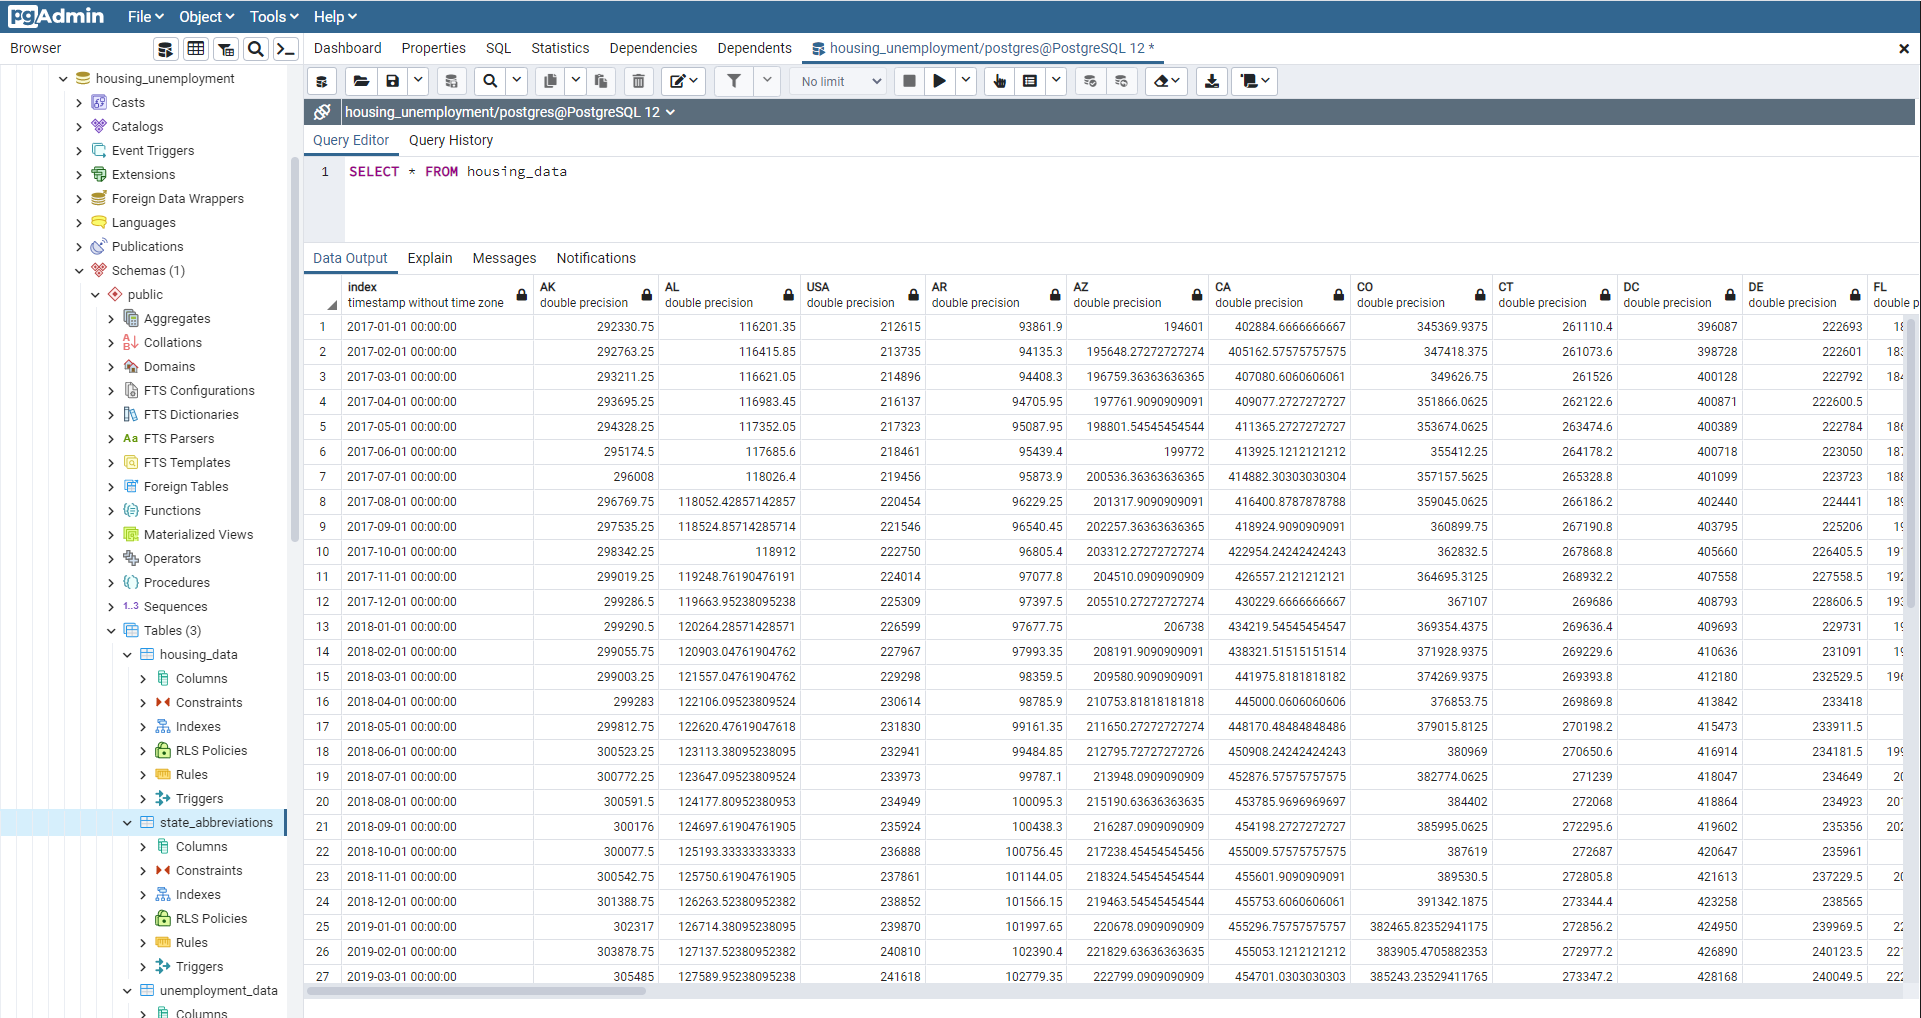 pgAdmin File Object Tools Help
Browser
Dashboard Properties SQL Statistics Dependencies Dependents housing_unemployment/postgres@PostgreSQL 12 *
No limit
housing_unemployment/postgres@PostgreSQL 12
Query Editor Query History
1 SELECT * FROM housing_data
housing_unemployment
Casts
Catalogs
Event Triggers
Extensions
Foreign Data Wrappers
Languages
Publications
Schemas (1)
public
Aggregates
Collations
Domains
FTS Configurations
FTS Dictionaries
Aa FTS Parsers
FTS Templates
Foreign Tables
Functions
Materialized Views
Operators
Procedures
1..3 Sequences
Tables (3)
housing_data
Columns
Constraints
Indexes
RLS Policies
Rules
Triggers
state_abbreviations
Columns
Constraints
Indexes
RLS Policies
Rules
Triggers
unemployment_data
Columns
Data Output Explain Messages Notifications
index AK AL USA AR AZ CA CO CT DC DE FL
timestamp without time zone double precision double precision double precision double precision double precision double precision double precision double precision double precision double precision double p
1 2017-01-01 00:00:00 292330.75 116201.35 212615 93861.9 194601 402884.6666666667 345369.9375 261110.4 396087 222693 18
2 2017-02-01 00:00:00 292763.25 116415.85 213735 94135.3 195648.27272727274 405162.57575757575 347418.375 261073.6 398728 222601 183
3 2017-03-01 00:00:00 293211.25 116621.05 214896 94408.3 196759.36363636365 407080.6060606061 349626.75 261526 400128 222792 184
4 2017-04-01 00:00:00 293695.25 116983.45 216137 94705.95 197761.9090909091 409077.2727272727 351866.0625 262122.6 400871 222600.5
5 2017-05-01 00:00:00 294328.25 117352.05 217323 95087.95 198801.54545454544 411365.2727272727 353674.0625 263474.6 400389 222784 186
6 2017-06-01 00:00:00 295174.5 117685.6 218461 95439.4 199772 413925.1212121212 355412.25 264178.2 400718 223050 187
7 2017-07-01 00:00:00 296008 118026.4 219456 95873.9 200536.36363636365 414882.30303030304 357157.5625 265328.8 401099 223723 188
8 2017-08-01 00:00:00 296769.75 118052.42857142857 220454 96229.25 201317.9090909091 416400.8787878788 359045.0625 266186.2 402440 224441 189
9 2017-09-01 00:00:00 297535.25 118524.85714285714 221546 96540.45 202257.36363636365 418924.9090909091 360899.75 267190.8 403795 225206 19
10 2017-10-01 00:00:00 298342.25 118912 222750 96805.4 203312.27272727274 422954.24242424243 362832.5 267868.8 405660 226405.5 191
11 2017-11-01 00:00:00 299019.25 119248.76190476191 224014 97077.8 204510.0909090909 426557.2121212121 364695.3125 268932.2 407558 227558.5 192
12 2017-12-01 00:00:00 299286.5 119663.95238095238 225309 97397.5 205510.27272727274 430229.6666666667 367107 269686 408793 228606.5 193
13 2018-01-01 00:00:00 299290.5 120264.28571428571 226599 97677.75 206738 434219.54545454547 369354.4375 269636.4 409693 229731 19
14 2018-02-01 00:00:00 299055.75 120903.04761904762 227967 97993.35 208191.9090909091 438321.51515151514 371928.9375 269229.6 410636 231091 19
15 2018-03-01 00:00:00 299003.25 121557.04761904762 229298 98359.5 209580.9090909091 441975.8181818182 374269.9375 269393.8 412180 232529.5 196
16 2018-04-01 00:00:00 299283 122106.09523809524 230614 98785.9 210753.81818181818 445000.0606060606 376853.75 269869.8 413842 233418
17 2018-05-01 00:00:00 299812.75 122620.47619047618 231830 99161.35 211650.27272727274 448170.48484848486 379015.8125 270198.2 415473 233911.5
18 2018-06-01 00:00:00 300523.25 123113.38095238095 232941 99484.85 212795.72727272726 450908.24242424243 380969 270650.6 416914 234181.5 199
19 2018-07-01 00:00:00 300772.25 123647.09523809524 233973 99787.1 213948.0909090909 452876.57575757575 382774.0625 271239 418047 234649 20
20 2018-08-01 00:00:00 300591.5 124177.80952380953 234949 100095.3 215190.63636363635 453785.9696969697 384402 272068 418864 234923 201
21 2018-09-01 00:00:00 300176 124697.61904761905 235924 100438.3 216287.0909090909 454198.2727272727 385995.0625 272295.6 419602 235356 202
22 2018-10-01 00:00:00 300077.5 125193.33333333333 236888 100756.45 217238.45454545456 455009.57575757575 387619 272687 420647 235961
23 2018-11-01 00:00:00 300542.75 125750.61904761905 237861 101144.05 218324.54545454544 455601.9090909091 389530.5 272805.8 421613 237229.5 20
24 2018-12-01 00:00:00 301388.75 126263.52380952382 238852 101566.15 219463.54545454544 455753.6060606061 391342.1875 273344.4 423258 238565
25 2019-01-01 00:00:00 302317 126714.38095238095 239870 101997.65 220678.0909090909 455296.75757575757 382465.82352941175 272856.2 424950 239969.5 22
26 2019-02-01 00:00:00 303878.75 127137.52380952382 240810 102390.4 221829.63636363635 455053.1212121212 383905.4705882353 272977.2 426890 240123.5 221
27 2019-03-01 00:00:00 305485 127589.95238095238 241618 102779.35 222799.0909090909 454701.0303030303 385243.23529411765 273347.2 428168 240049.5 222